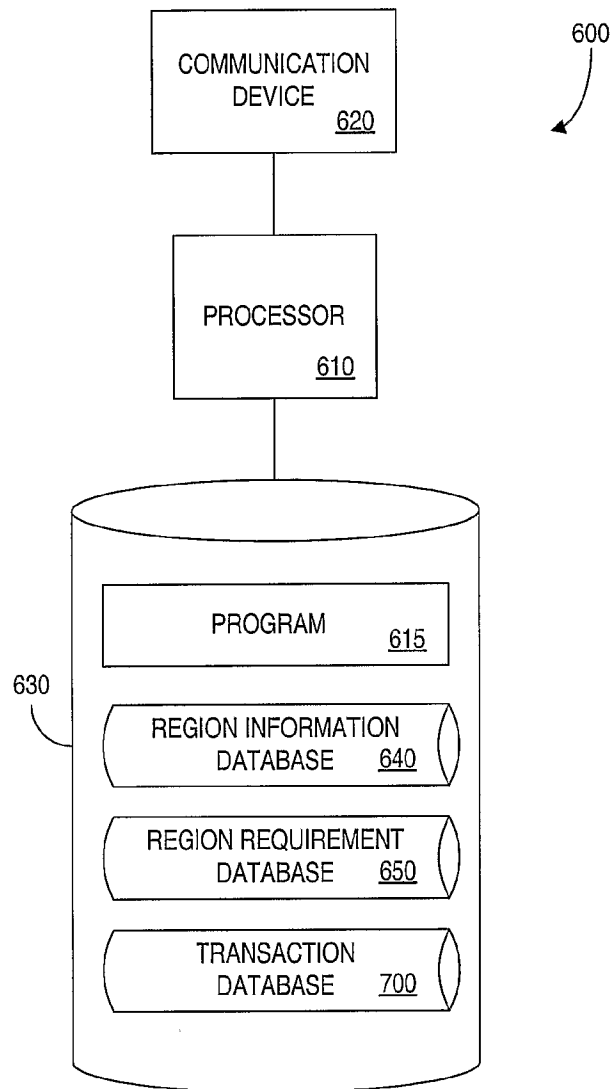 600
COMMUNICATION
DEVICE
620
PROCESSOR
610
PROGRAM 615
630
REGION INFORMATION
DATABASE 640
REGION REQUIREMENT
DATABASE 650
TRANSACTION
DATABASE 700